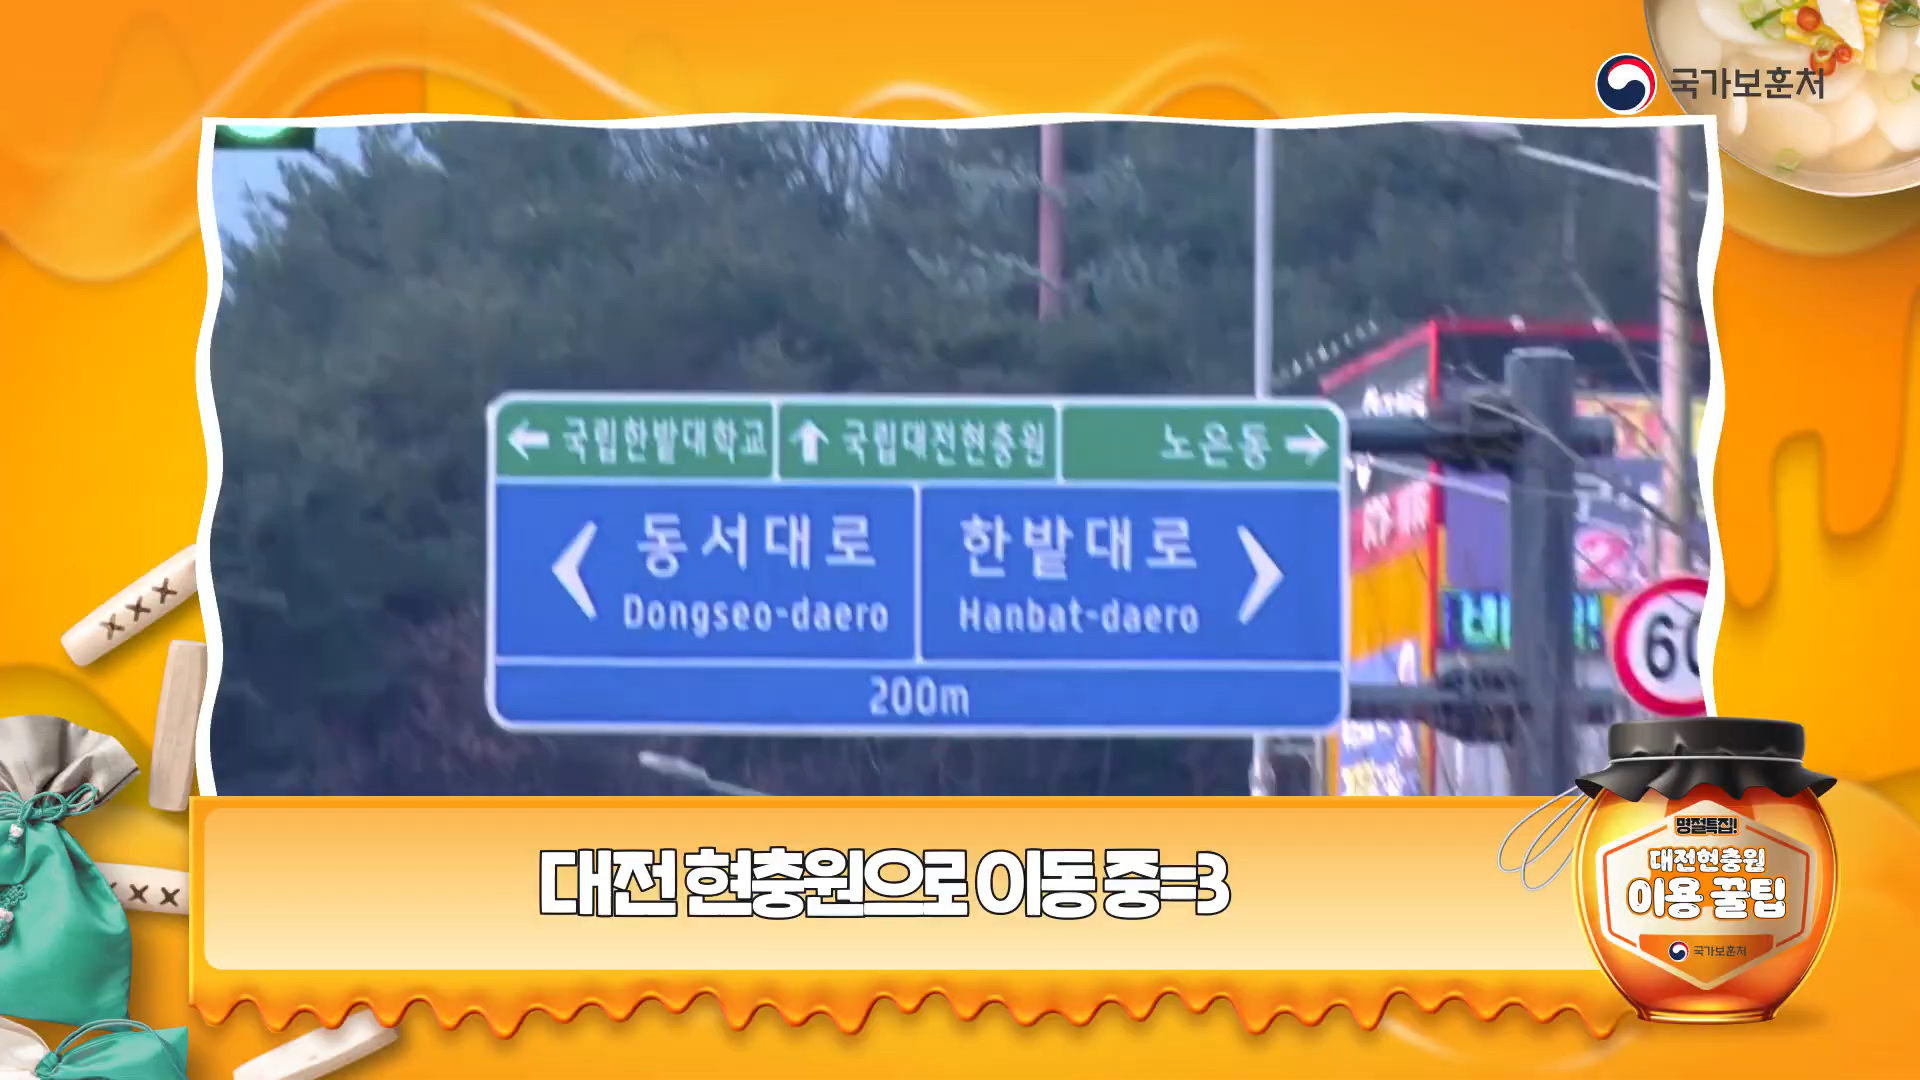 국가보훈처
← 국립한밭대학교
↑ 국립대전현충원
노은동 →
동서대로
Dongseo-daero
한밭대로
Hanbat-daero
200m
대전 현충원으로 이동 중=3
명절특집!
대전현충원
이용 꿀팁
국가보훈처